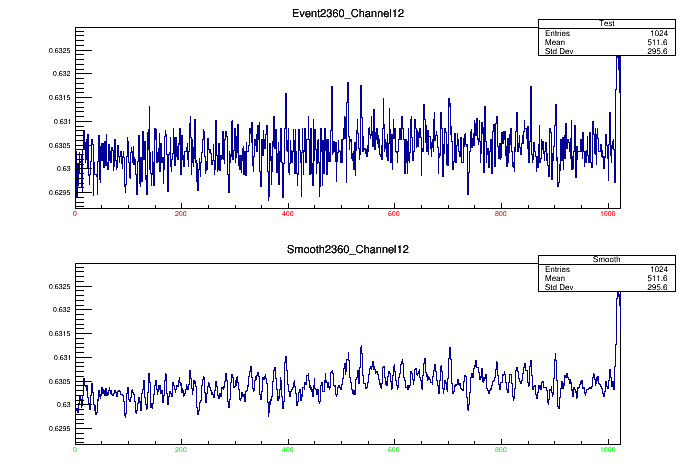 Event2360_Channel12
Test
Entries 1024
Mean 511.6
Std Dev 295.6
0.6325
0.632
0.6315
0.631
0.6305
0.63
0.6295
0 200 400 600 800 1000
Smooth2360_Channel12
Smooth
Entries 1024
Mean 511.6
Std Dev 295.6
0.6325
0.632
0.6315
0.631
0.6305
0.63
0.6295
0 200 400 600 800 1000